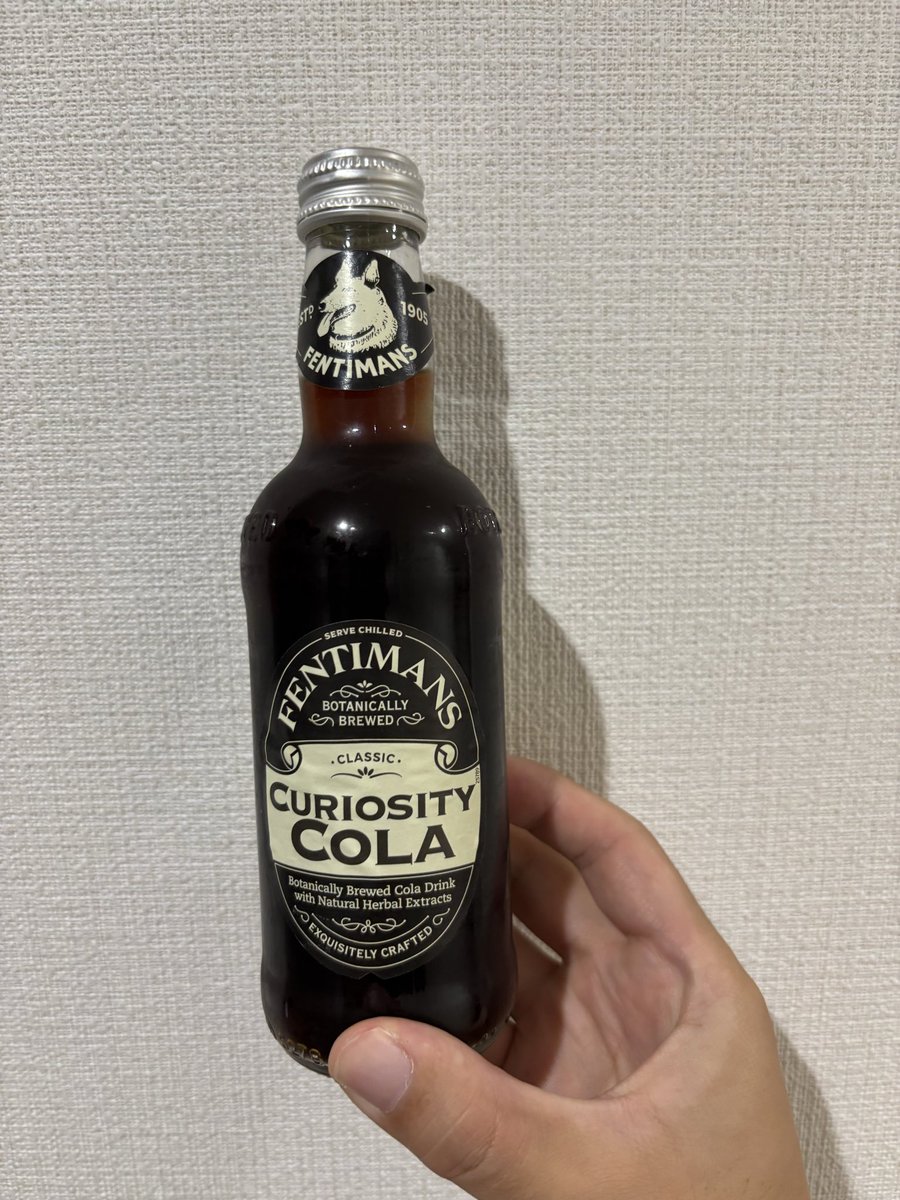 ESTD 1905
FENTIMANS
SERVE CHILLED
FENTIMANS
BOTANICALLY
BREWED
.CLASSIC.
CURIOSITY
COLA
Botanically Brewed Cola Drink
with Natural Herbal Extracts
EXQUISITELY CRAFTED